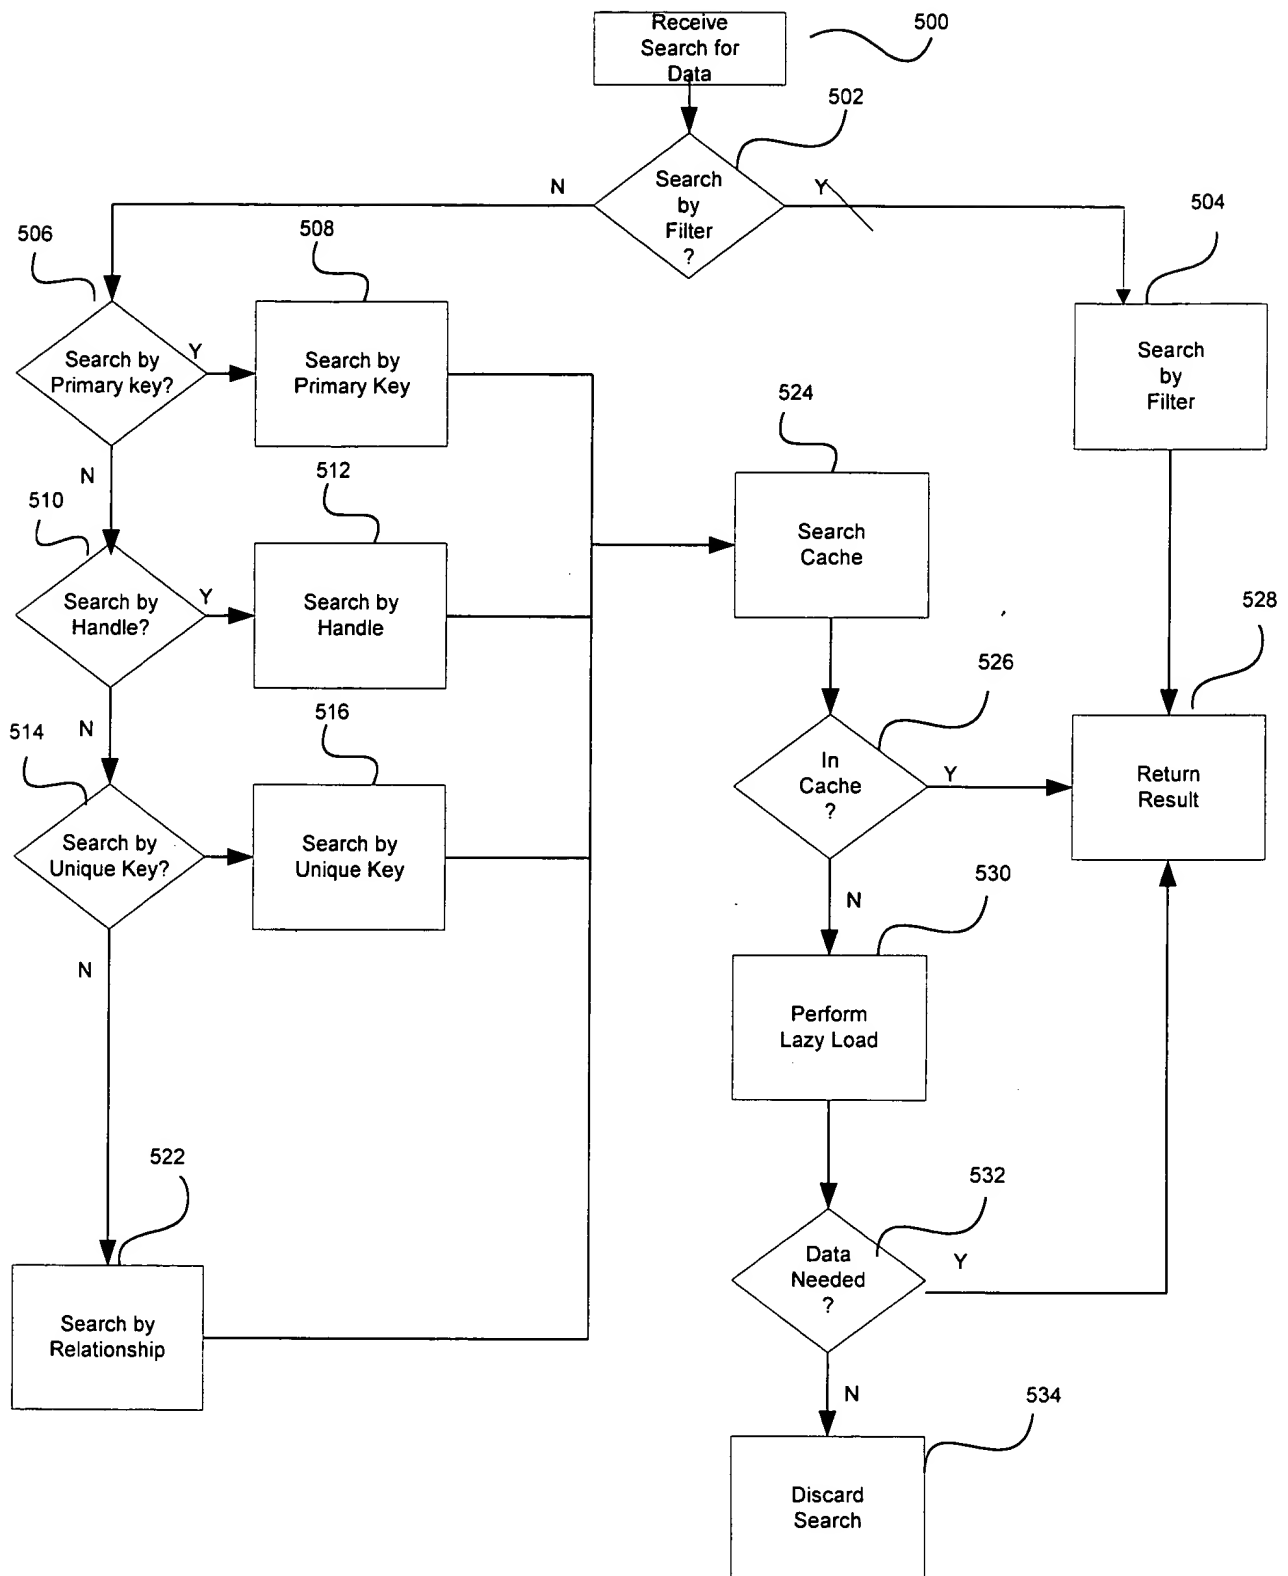 Receive
Search for
Data
500
502
Search
by
Filter
?
N
Y
504
506
508
Search by
Primary key?
Y
Search by
Primary Key
Search
by
Filter
524
N
510
512
Search by
Handle?
Y
Search by
Handle
Search
Cache
528
526
N
514
516
Search by
Unique Key?
Search by
Unique Key
In
Cache
?
Y
Return
Result
N
530
N
Perform
Lazy Load
522
532
Data
Needed
?
Y
Search by
Relationship
N
534
Discard
Search